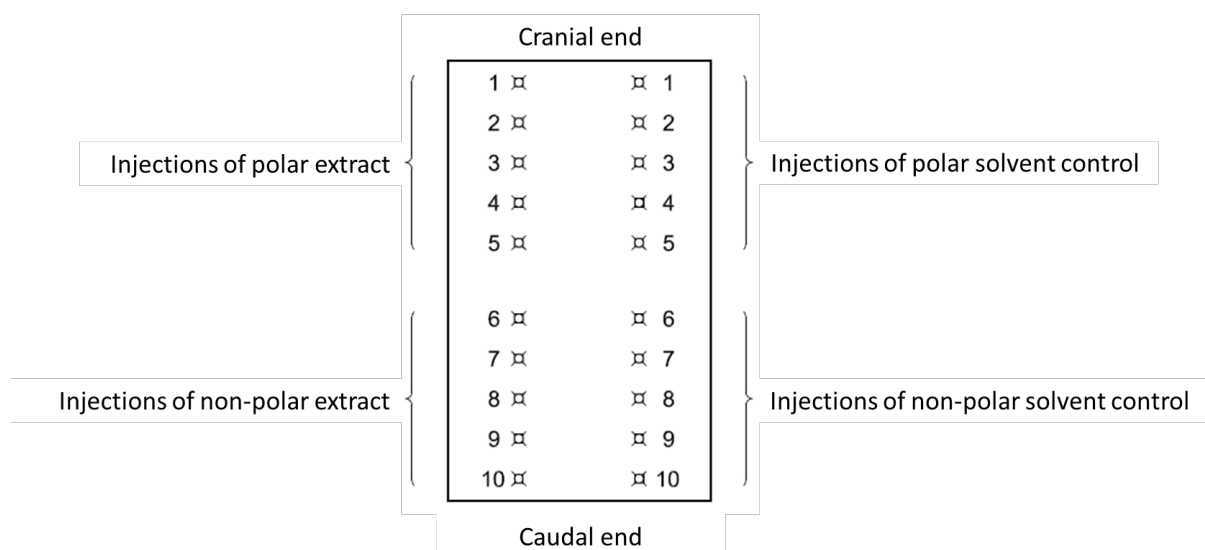 Cranial end
1 ¤ ¤ 1
2 ¤ ¤ 2
Injections of polar extract 3 ¤ ¤ 3 Injections of polar solvent control
4 ¤ ¤ 4
5 ¤ ¤ 5
6 ¤ ¤ 6
7 ¤ ¤ 7
Injections of non-polar extract 8 ¤ ¤ 8 Injections of non-polar solvent control
9 ¤ ¤ 9
10 ¤ ¤ 10
Caudal end